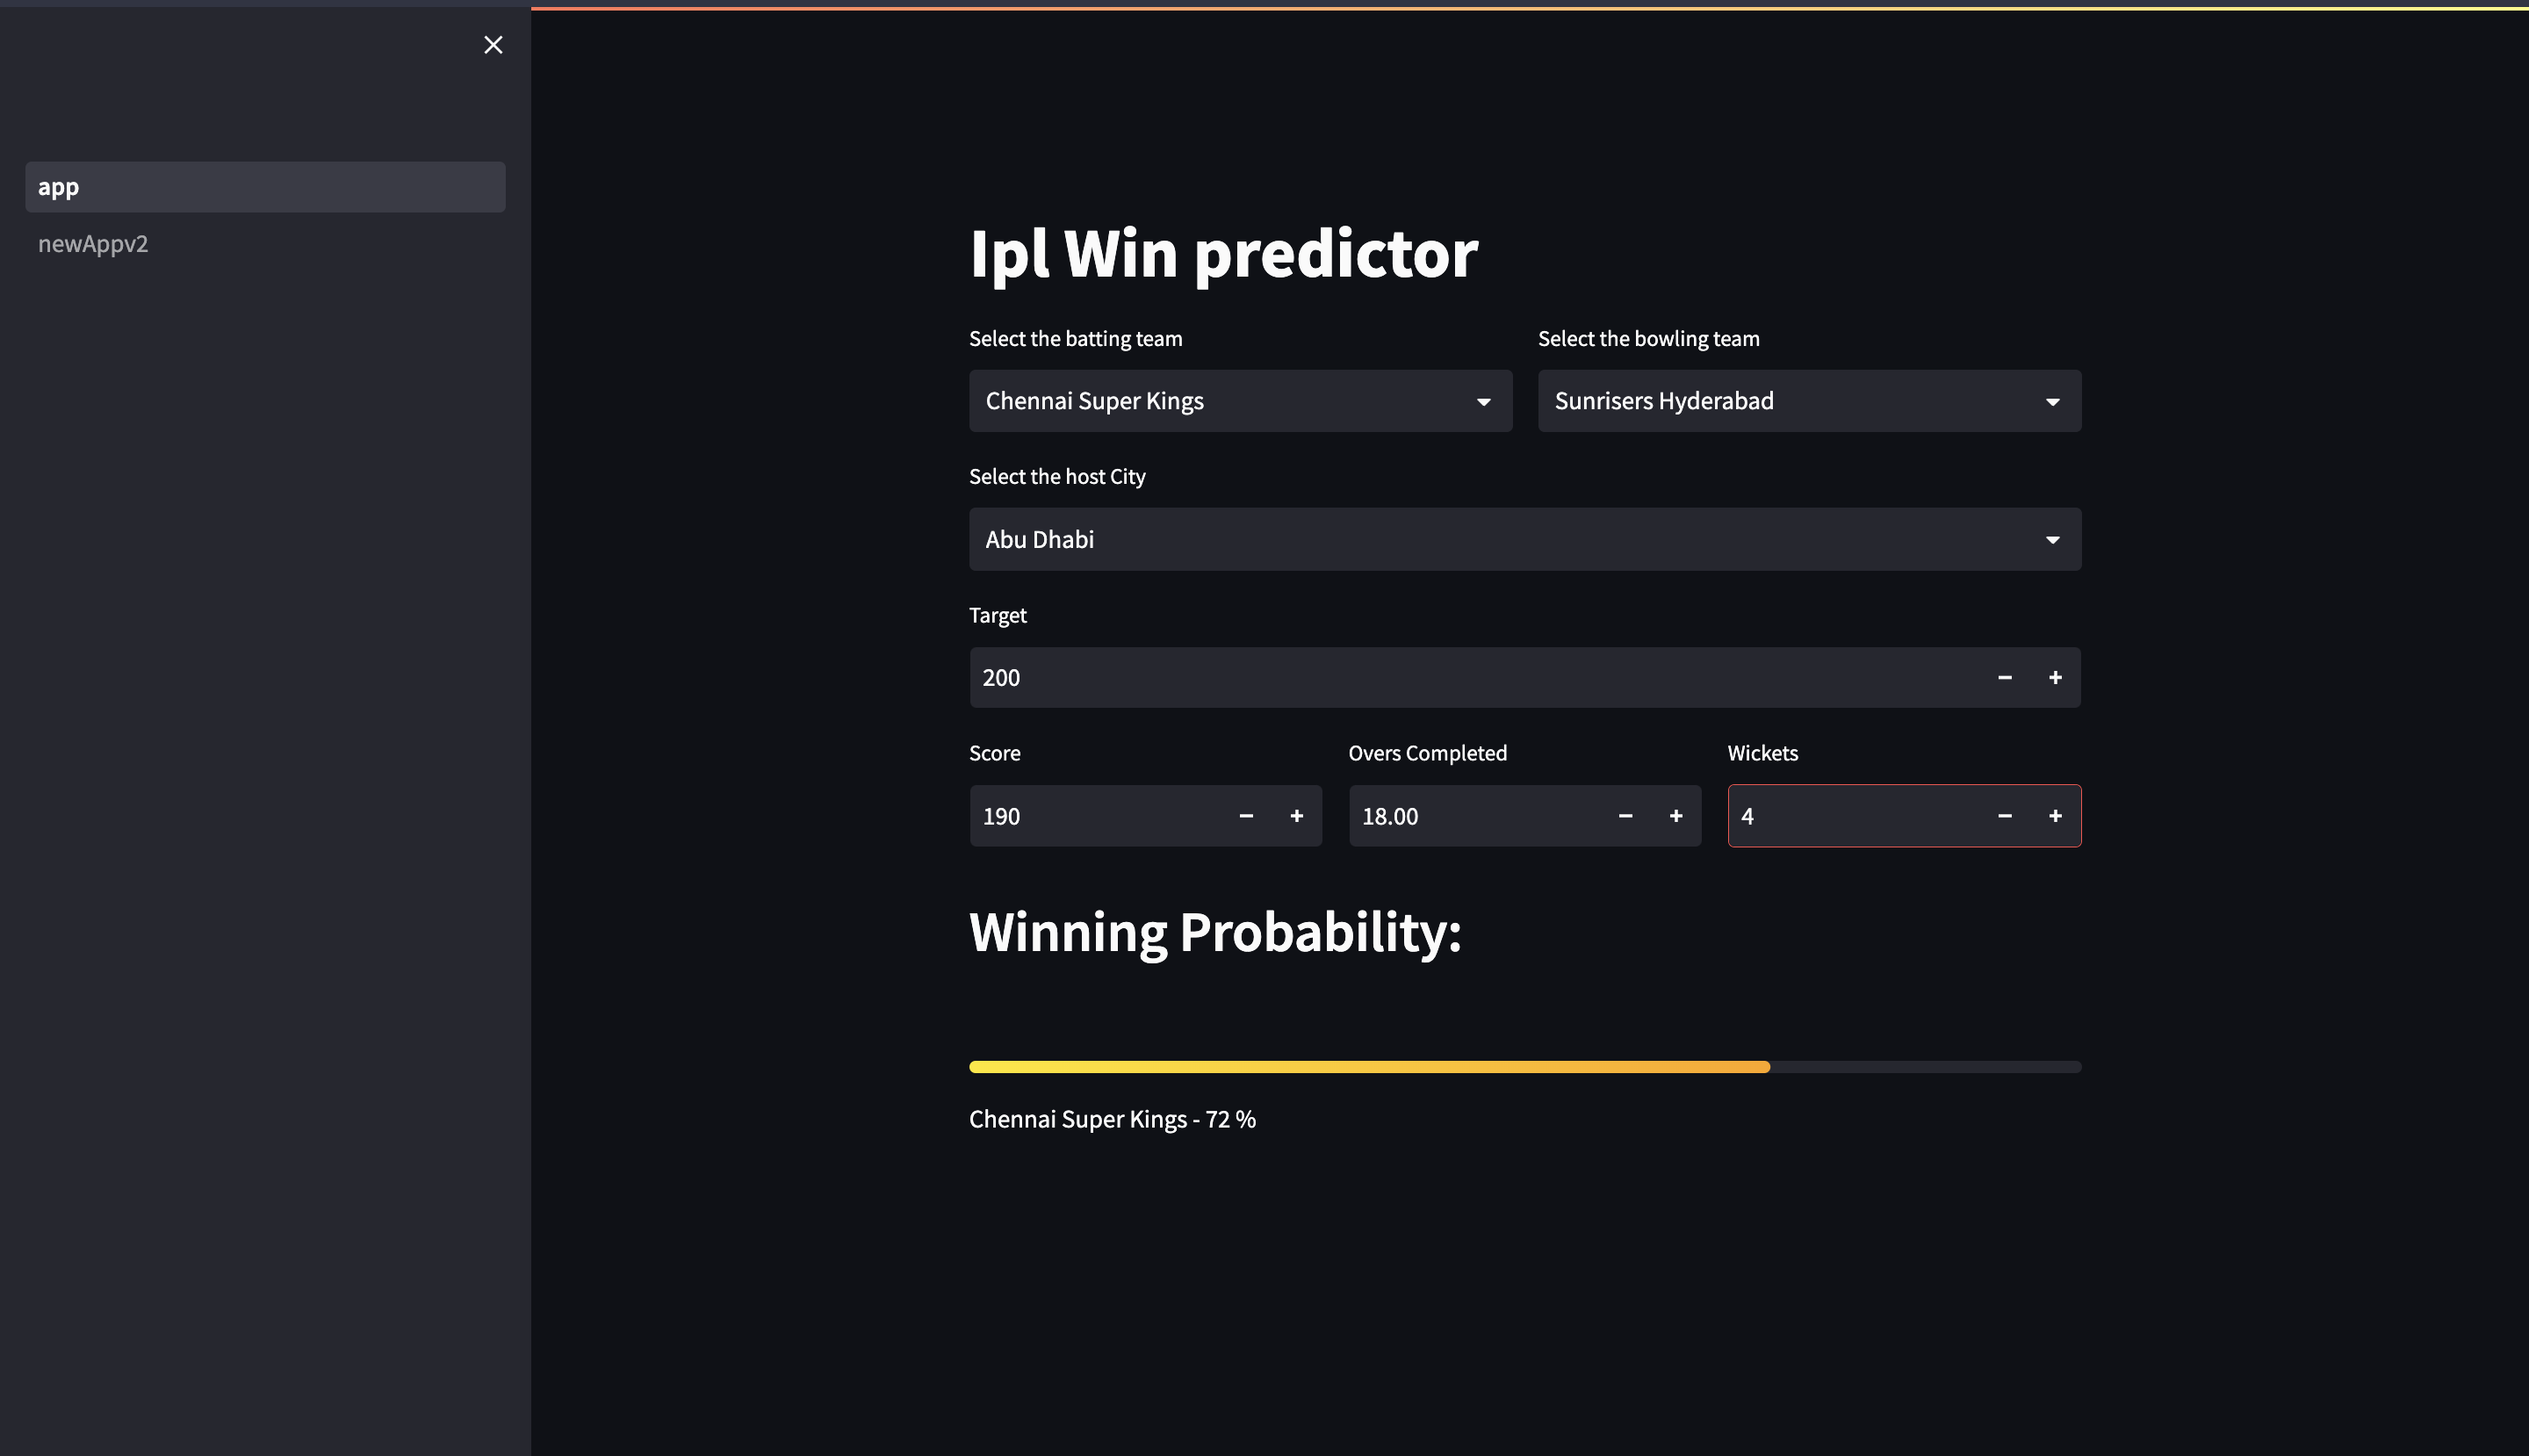 app
newAppv2
Ipl Win predictor
Select the batting team
Select the bowling team
Chennai Super Kings
Sunrisers Hyderabad
Select the host City
Abu Dhabi
Target
200
Score
Overs Completed
Wickets
190
18.00
4
Winning Probability:
Chennai Super Kings - 72 %